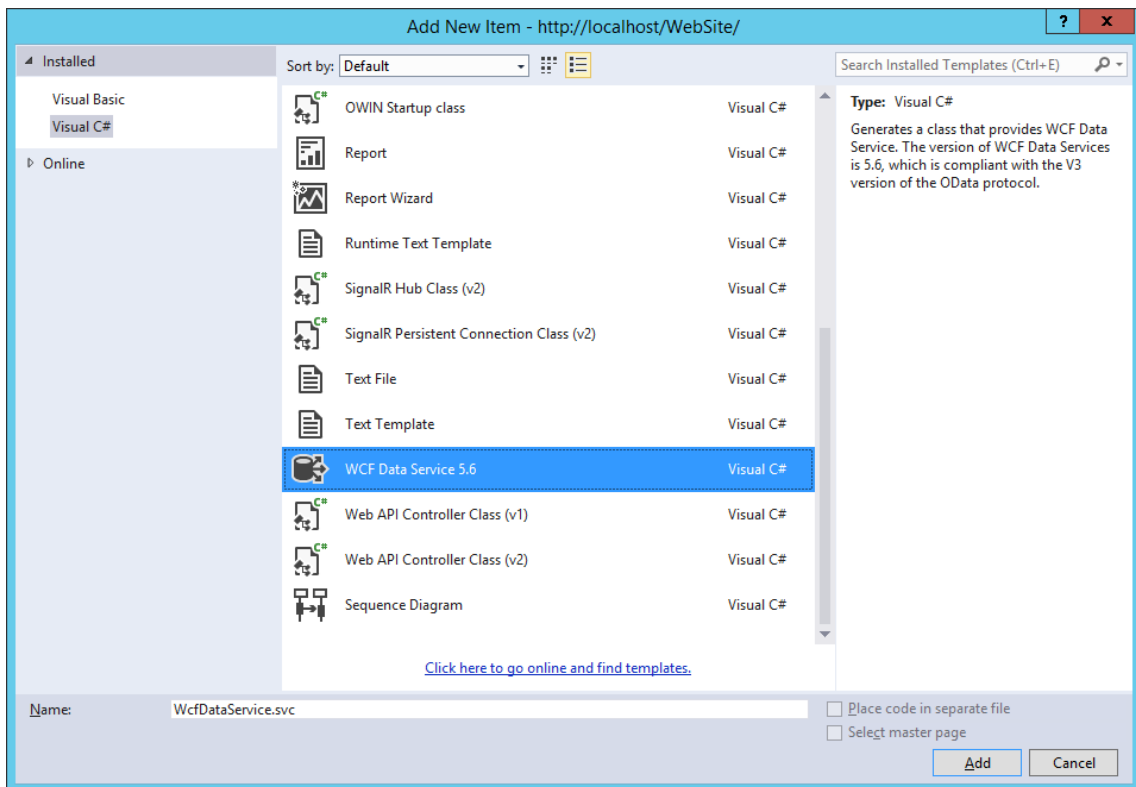 Add New Item - http://localhost/WebSite/
? x
Installed
Visual Basic
Visual C#
Online
Sort by: Default
Search Installed Templates (Ctrl+E)
C# OWIN Startup class Visual C#
Report Visual C#
Report Wizard Visual C#
Runtime Text Template Visual C#
C# SignalR Hub Class (v2) Visual C#
C# SignalR Persistent Connection Class (v2) Visual C#
Text File Visual C#
Text Template Visual C#
WCF Data Service 5.6 Visual C#
C# Web API Controller Class (v1) Visual C#
C# Web API Controller Class (v2) Visual C#
Sequence Diagram Visual C#
Click here to go online and find templates.
Type: Visual C#
Generates a class that provides WCF Data
Service. The version of WCF Data Services
is 5.6, which is compliant with the V3
version of the OData protocol.
Name: WcfDataService.svc
Place code in separate file
Select master page
Add Cancel